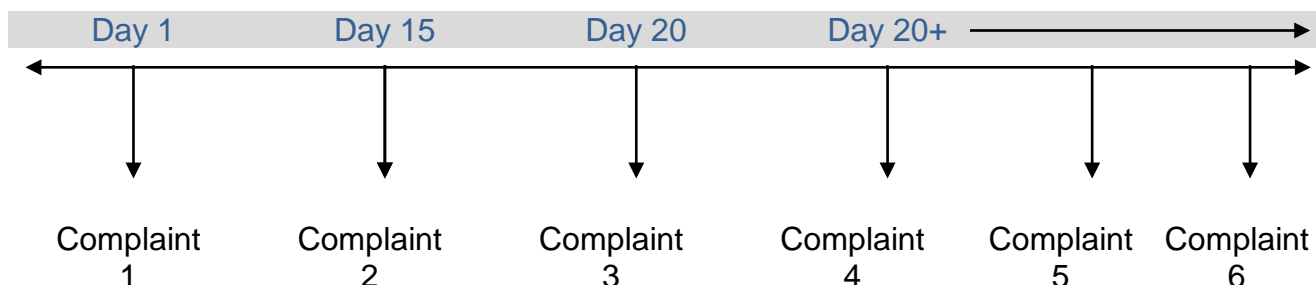 Day 1 Day 15 Day 20 Day 20+
Complaint Complaint Complaint Complaint Complaint Complaint
1 2 3 4 5 6